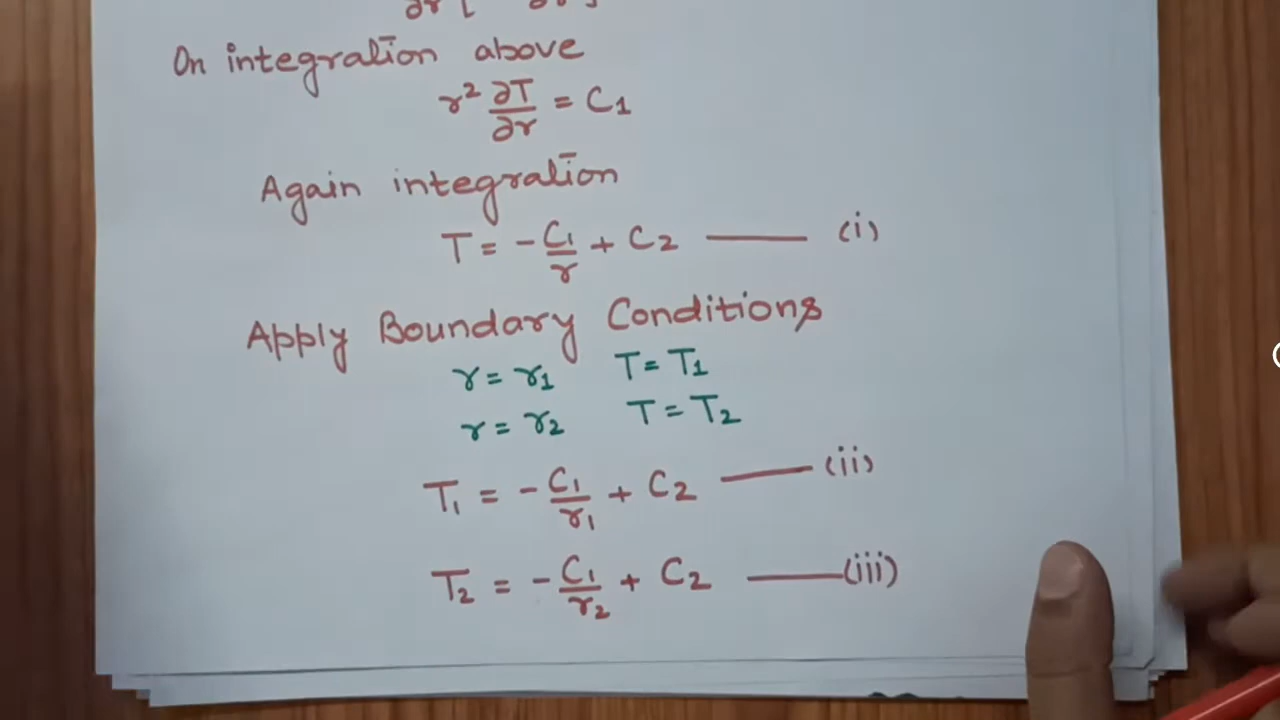 On integration above
r² ∂T/∂r = C₁
Again integration
T = - C₁/r + C₂ ——— (i)
Apply Boundary Conditions
r = r₁ T = T₁
r = r₂ T = T₂
T₁ = - C₁/r₁ + C₂ ——— (ii)
T₂ = - C₁/r₂ + C₂ ——— (iii)